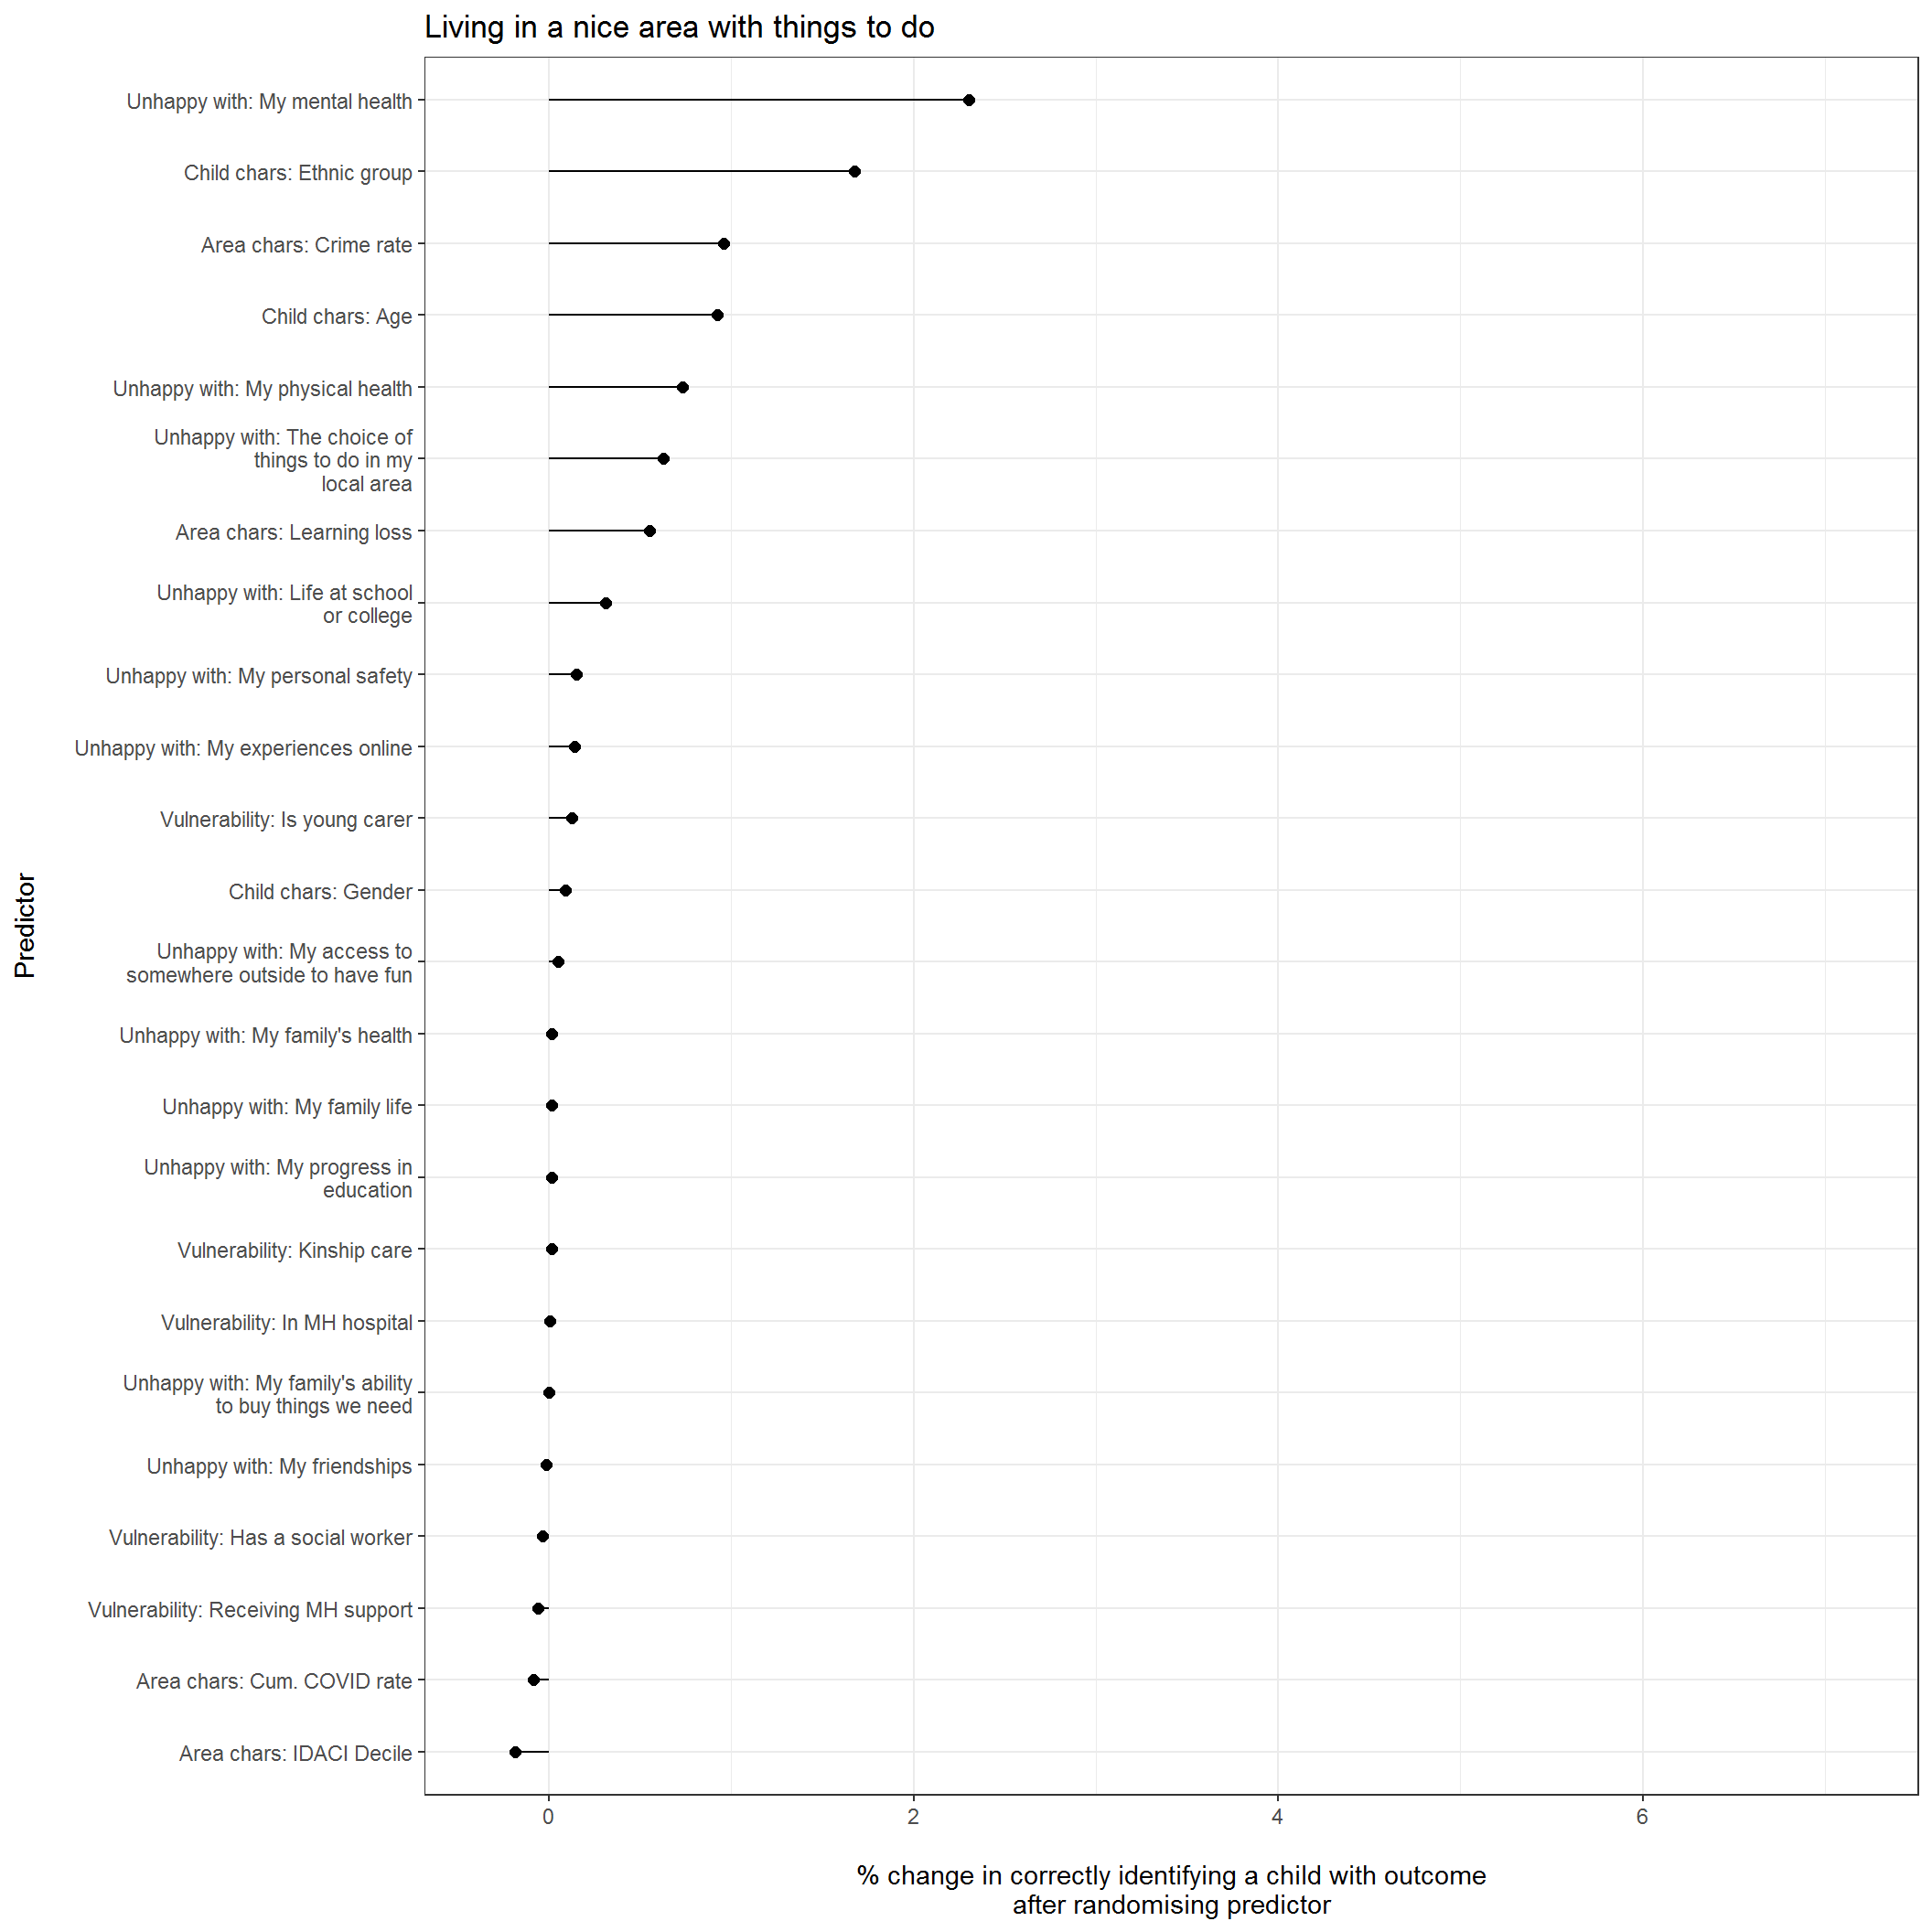 Living in a nice area with things to do
Unhappy with: My mental health
Child chars: Ethnic group
Area chars: Crime rate
Child chars: Age
Unhappy with: My physical health
Unhappy with: The choice of
things to do in my
local area
Area chars: Learning loss
Unhappy with: Life at school
or college
Unhappy with: My personal safety
Unhappy with: My experiences online
Vulnerability: Is young carer
Child chars: Gender
Unhappy with: My access to
somewhere outside to have fun
Unhappy with: My family's health
Unhappy with: My family life
Unhappy with: My progress in
education
Vulnerability: Kinship care
Vulnerability: In MH hospital
Unhappy with: My family's ability
to buy things we need
Unhappy with: My friendships
Vulnerability: Has a social worker
Vulnerability: Receiving MH support
Area chars: Cum. COVID rate
Area chars: IDACI Decile
Predictor
0 2 4 6
% change in correctly identifying a child with outcome
after randomising predictor